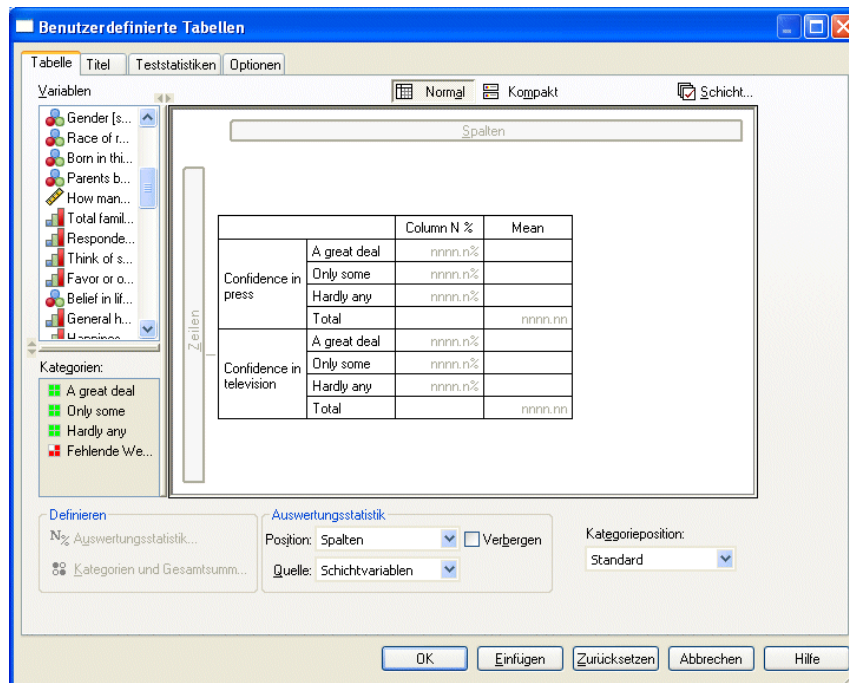 Benutzerdefinierte Tabellen
Tabelle Titel Teststatistiken Optionen
Variablen
Normal Kompakt Schicht...
Gender [s...
Race of r...
Born in thi...
Parents b...
How man...
Total famil...
Responde...
Think of s...
Favor or o...
Belief in lif...
General h...
Happines
Kategorien:
A great deal
Only some
Hardly any
Fehlende We...
Spalten
Zeilen
Column N % Mean
Confidence in press
A great deal nnnn.n%
Only some nnnn.n%
Hardly any nnnn.n%
Total nnnn.nn
Confidence in television
A great deal nnnn.n%
Only some nnnn.n%
Hardly any nnnn.n%
Total nnnn.nn
Definieren
N% Auswertungsstatistik...
Kategorien und Gesamtsumm...
Auswertungsstatistik
Position: Spalten Verbergen
Quelle: Schichtvariablen
Kategorieposition:
Standard
OK Einfügen Zurücksetzen Abbrechen Hilfe